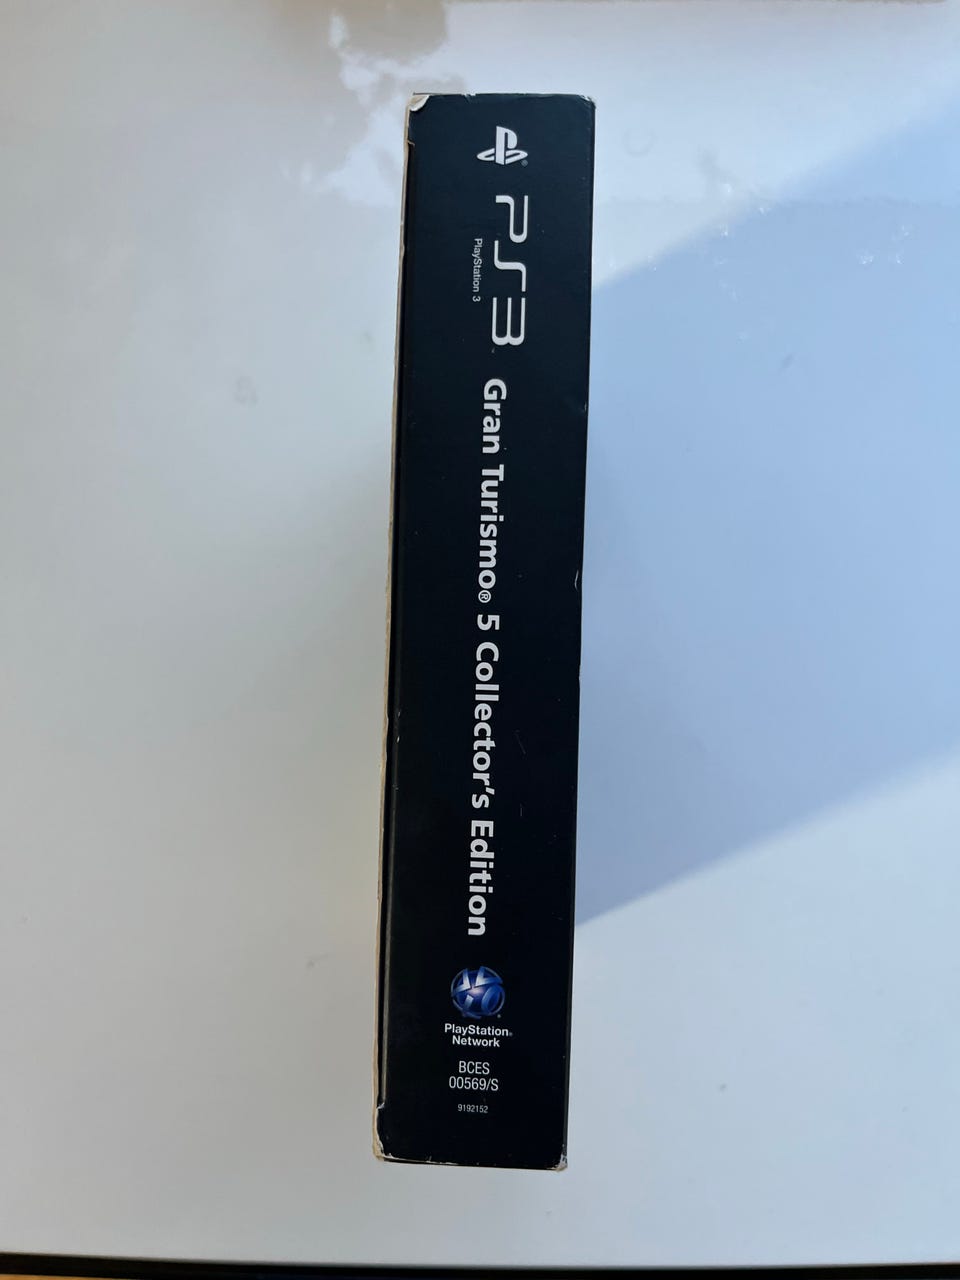 PS3
PlayStation 3
Gran Turismo® 5 Collector's Edition
PlayStation®
Network
BCES
00569/S
9192152